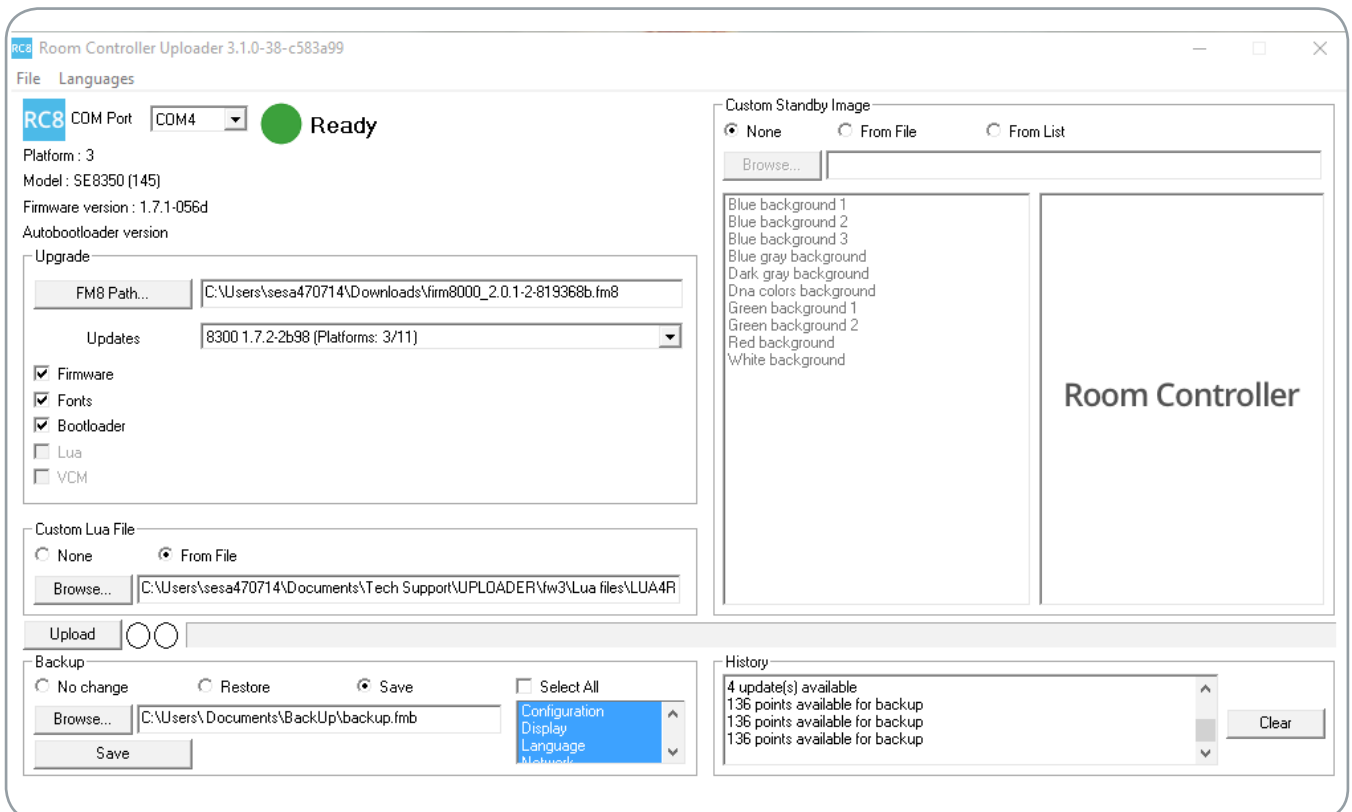 RC8 Room Controller Uploader 3.1.0-38-c583a99
File Languages
RC8 COM Port COM4 Ready
Platform : 3
Model : SE8350 (145)
Firmware version : 1.7.1-056d
Autobootloader version
Upgrade
FM8 Path... C:\Users\sesa470714\Downloads\firm8000_2.0.1-2-819368b.fm8
Updates 8300 1.7.2-2b98 (Platforms: 3/11)
Firmware
Fonts
Bootloader
Lua
VCM
Custom Lua File
None From File
Browse... C:\Users\sesa470714\Documents\Tech Support\UPLOADER\fw3\Lua files\LUA4R
Custom Standby Image
None From File From List
Browse...
Blue background 1
Blue background 2
Blue background 3
Blue gray background
Dark gray background
Dna colors background
Green background 1
Green background 2
Red background
White background
Room Controller
Upload
Backup
No change Restore Save Select All
Browse... C:\Users\ Documents\BackUp\backup.fmb
Save
Configuration
Display
Language
Network
History
4 update(s) available
136 points available for backup
136 points available for backup
136 points available for backup
Clear